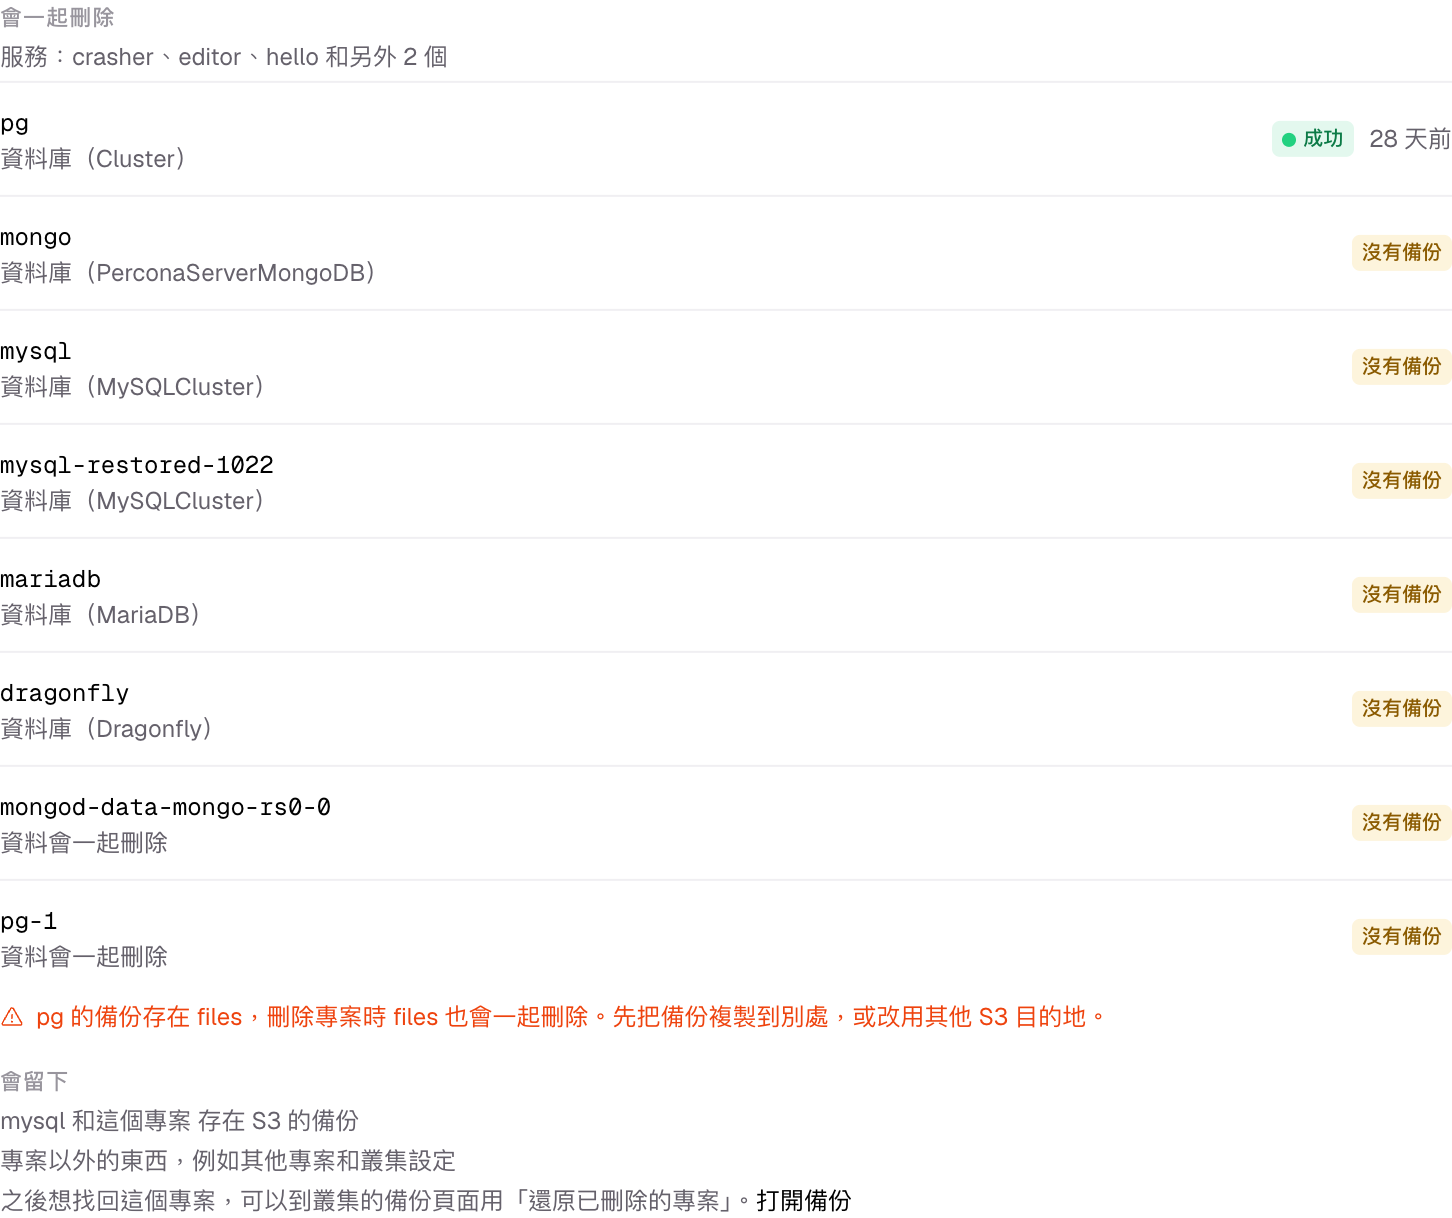 會一起刪除
服務：crasher、editor、hello 和另外 2 個
pg
資料庫（Cluster）
成功 28 天前
mongo
資料庫（PerconaServerMongoDB）
沒有備份
mysql
資料庫（MySQLCluster）
沒有備份
mysql-restored-1022
資料庫（MySQLCluster）
沒有備份
mariadb
資料庫（MariaDB）
沒有備份
dragonfly
資料庫（Dragonfly）
沒有備份
mongod-data-mongo-rs0-0
資料會一起刪除
沒有備份
pg-1
資料會一起刪除
沒有備份
pg 的備份存在 files，刪除專案時 files 也會一起刪除。先把備份複製到別處，或改用其他 S3 目的地。
會留下
mysql 和這個專案 存在 S3 的備份
專案以外的東西，例如其他專案和叢集設定
之後想找回這個專案，可以到叢集的備份頁面用「還原已刪除的專案」。打開備份